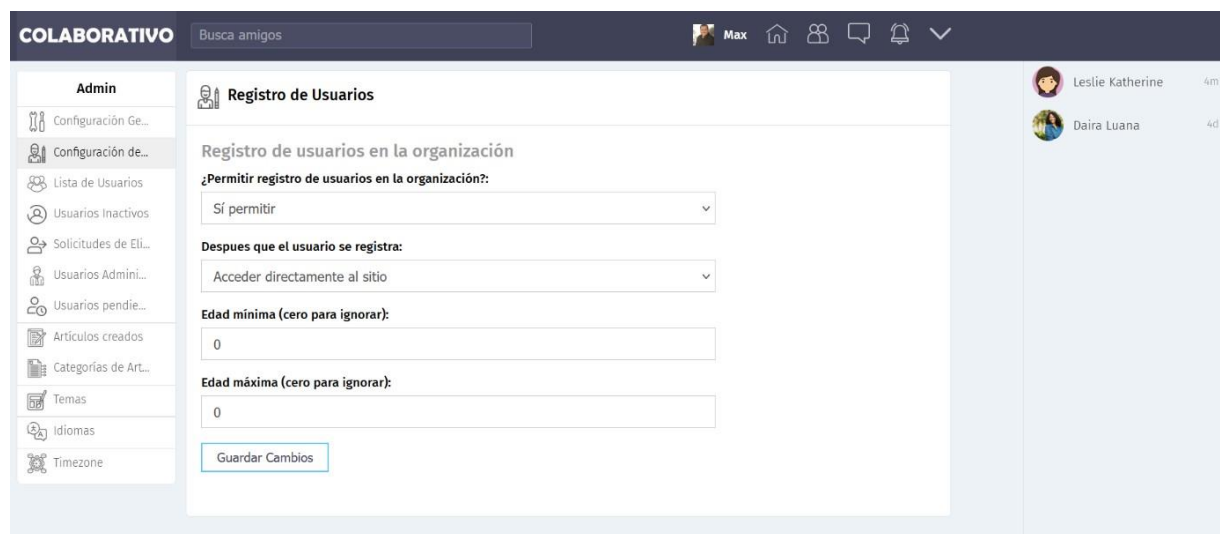 COLABORATIVO
Busca amigos
Max
Admin
Configuración Ge...
Configuración de...
Lista de Usuarios
Usuarios Inactivos
Solicitudes de Eli...
Usuarios Admini...
Usuarios pendie...
Artículos creados
Categorías de Art...
Temas
Idiomas
Timezone
Registro de Usuarios
Registro de usuarios en la organización
¿Permitir registro de usuarios en la organización?:
Sí permitir
Despues que el usuario se registra:
Acceder directamente al sitio
Edad mínima (cero para ignorar):
0
Edad máxima (cero para ignorar):
0
Guardar Cambios
Leslie Katherine 4m
Daira Luana 4d